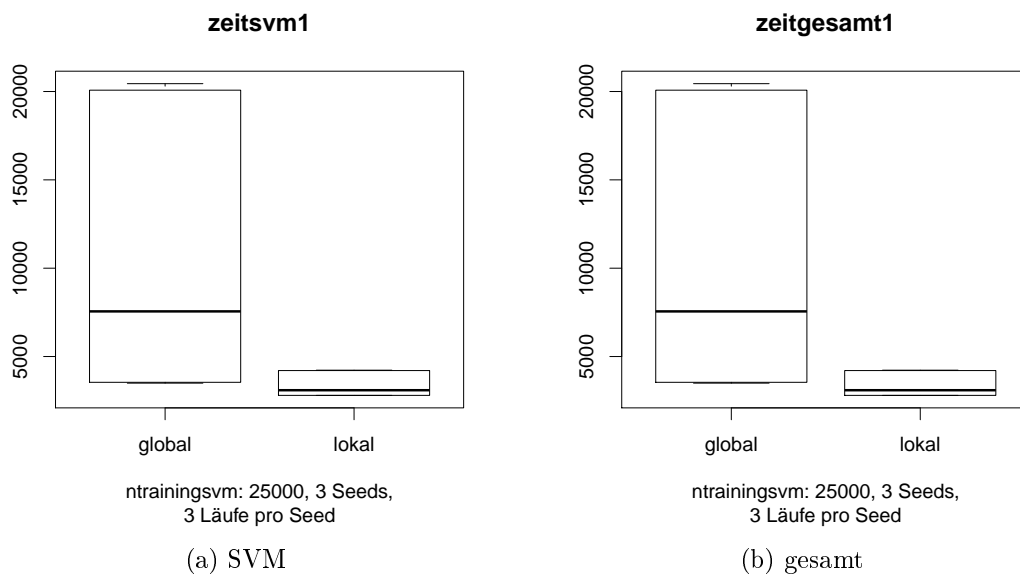 zeitsvm1
20000
15000
10000
5000
global
lokal
ntrainingsvm: 25000, 3 Seeds,
3 Läufe pro Seed
(a) SVM
zeitgesamt1
20000
15000
10000
5000
global
lokal
ntrainingsvm: 25000, 3 Seeds,
3 Läufe pro Seed
(b) gesamt